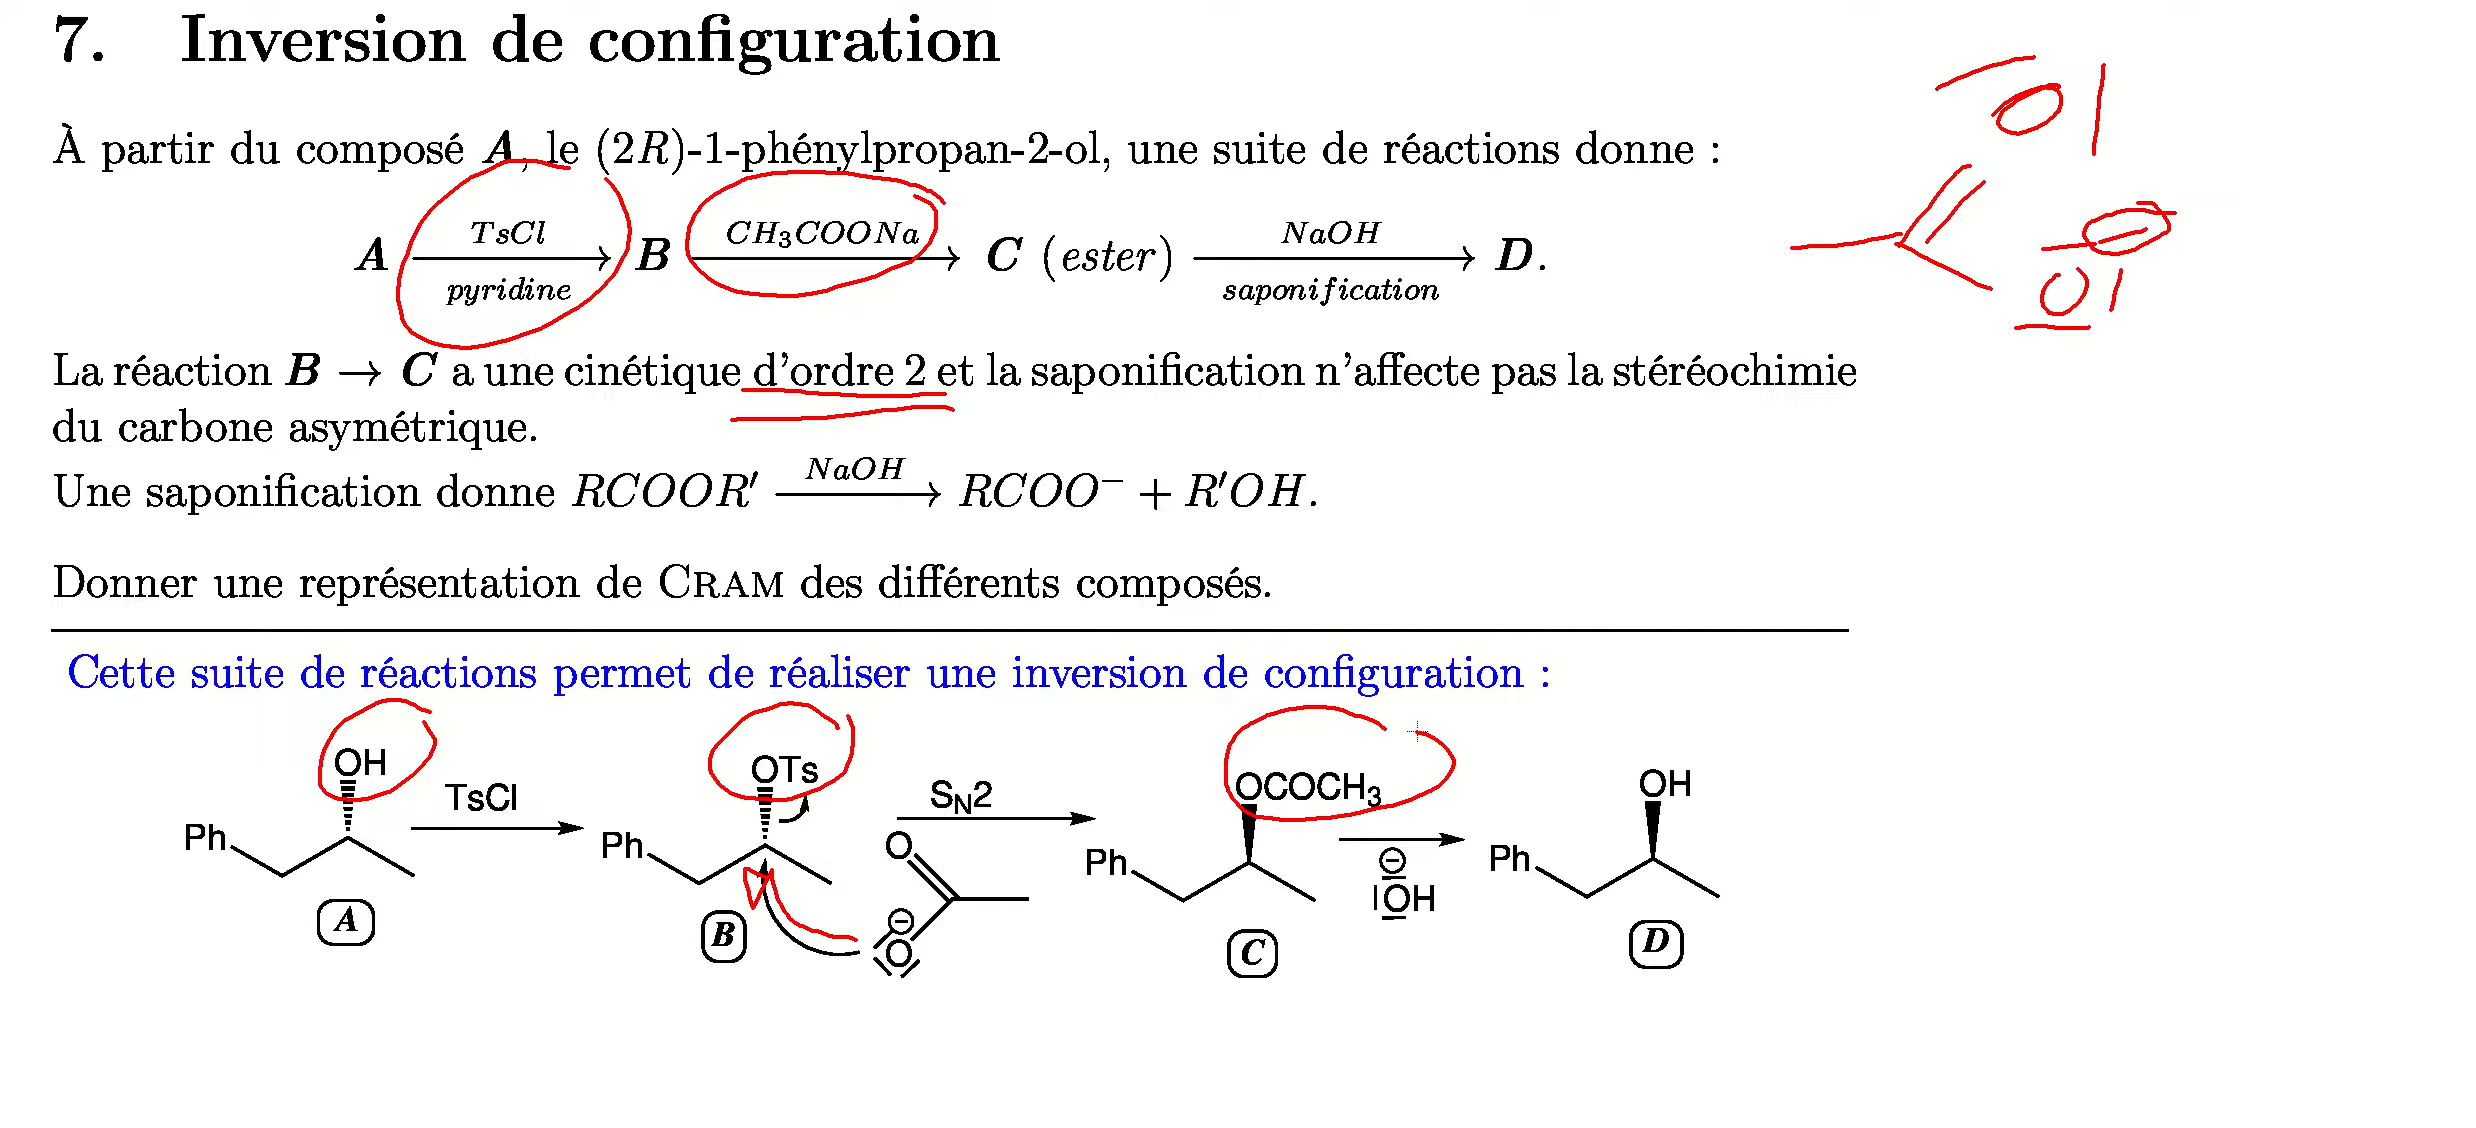 7. Inversion de configuration
À partir du composé A, le (2R)-1-phénylpropan-2-ol, une suite de réactions donne :
A TsCl pyridine B CH₃COONa C (ester) NaOH saponification D.
La réaction B → C a une cinétique d'ordre 2 et la saponification n'affecte pas la stéréochimie
du carbone asymétrique.
Une saponification donne RCOOR′ NaOH → RCOO⁻ + R′OH.
Donner une représentation de CRAM des différents composés.
Cette suite de réactions permet de réaliser une inversion de configuration :
OH Ph A
TsCl
OTs Ph B
S_N2
O ⊖ O
OCOCH₃ Ph C
⊖ |OH
OH Ph D
O|
O|